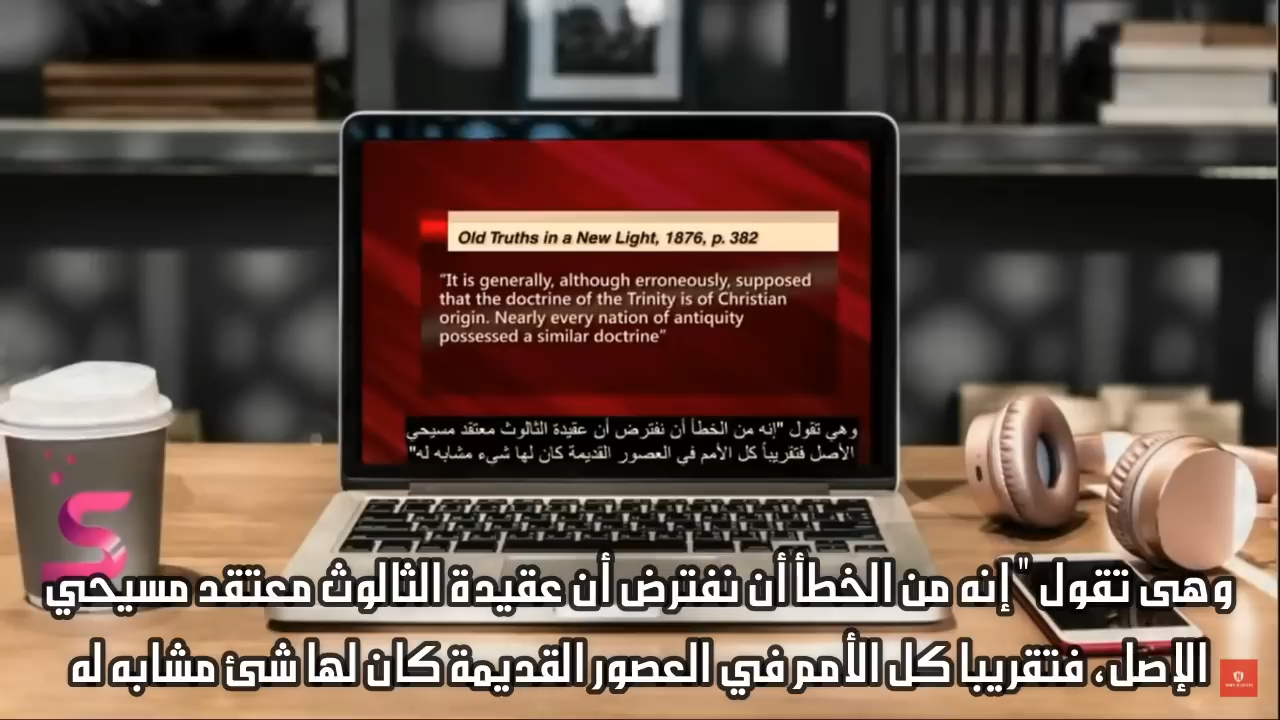 Old Truths in a New Light, 1876, p. 382
“It is generally, although erroneously, supposed
that the doctrine of the Trinity is of Christian
origin. Nearly every nation of antiquity
possessed a similar doctrine”
وهي تقول "إنه من الخطأ أن نفترض أن عقيدة الثالوث معتقد مسيحي
الأصل فتقريباً كل الأمم في العصور القديمة كان لها شيء مشابه له"
وهى تقول " إنه من الخطأ أن نفترض أن عقيدة الثالوث معتقد مسيحي
الإصل، فتقريبا كل الأمم في العصور القديمة كان لها شئ مشابه له